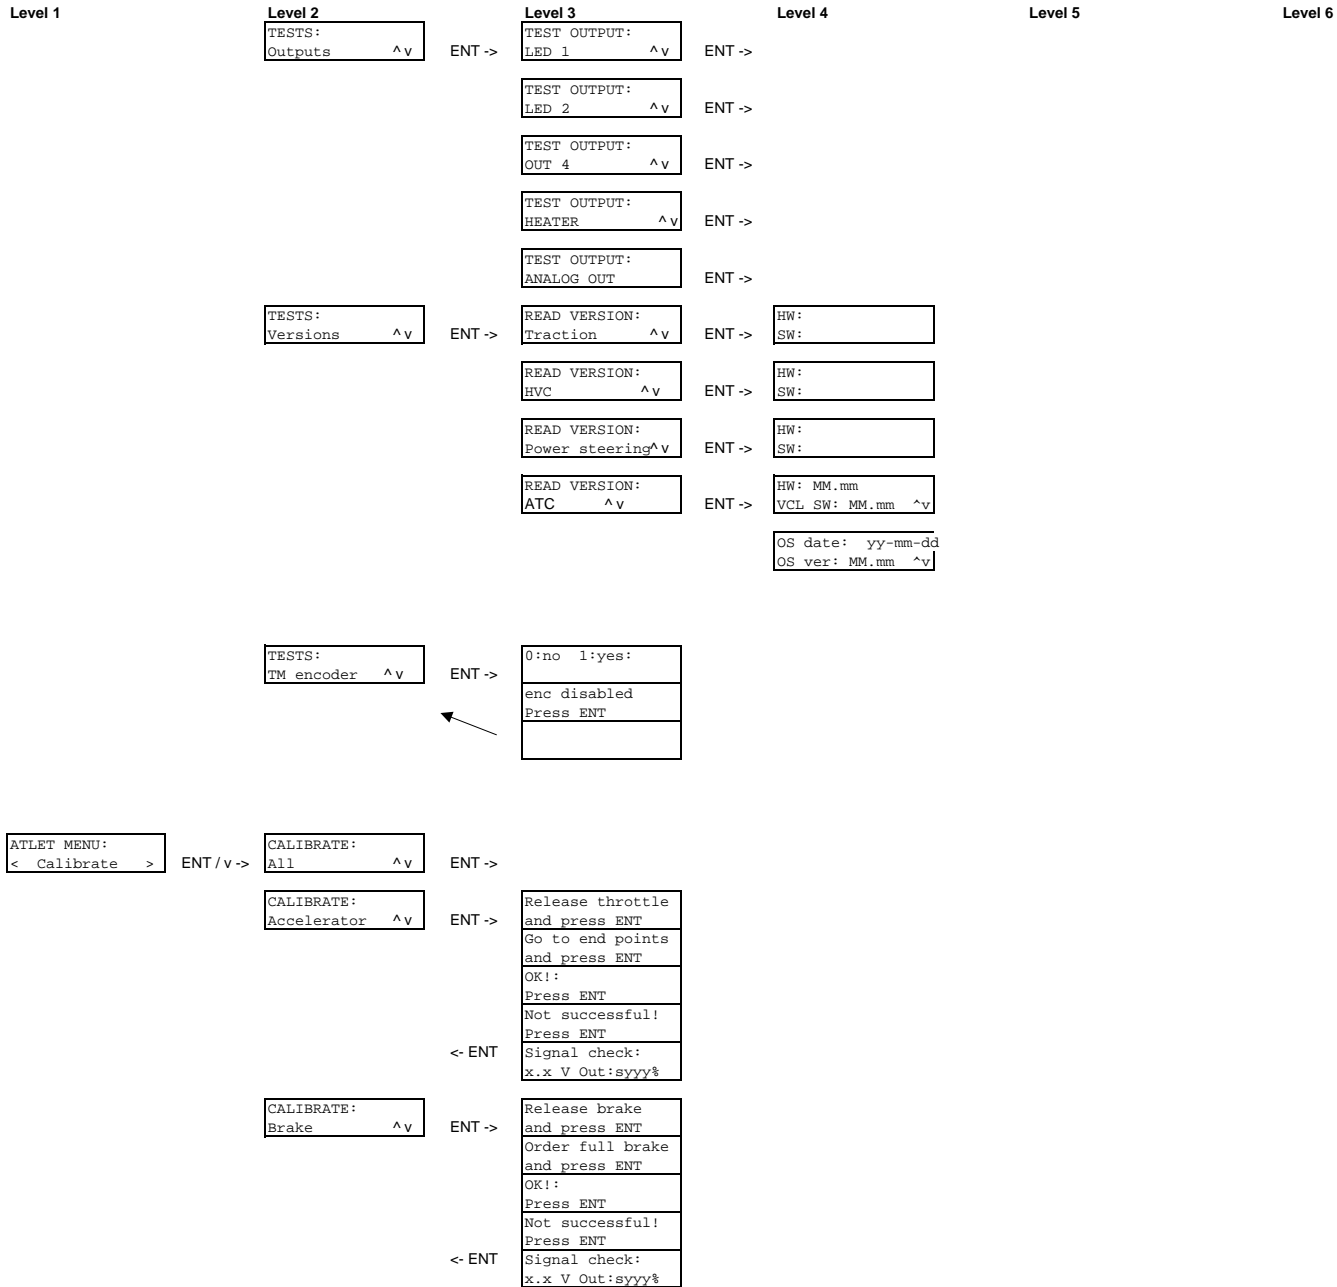 Level 1 Level 2 Level 3 Level 4 Level 5 Level 6
TESTS: TEST OUTPUT:
Outputs ^ v ENT -> LED 1 ^ v ENT ->
TEST OUTPUT:
LED 2 ^ v ENT ->
TEST OUTPUT:
OUT 4 ^ v ENT ->
TEST OUTPUT:
HEATER ^ v ENT ->
TEST OUTPUT:
ANALOG OUT ENT ->
TESTS: READ VERSION: HW:
Versions ^ v ENT -> Traction ^ v ENT -> SW:
READ VERSION: HW:
HVC ^ v ENT -> SW:
READ VERSION: HW:
Power steering^ v ENT -> SW:
READ VERSION: HW: MM.mm
ATC ^ v ENT -> VCL SW: MM.mm ^v
OS date: yy-mm-dd
OS ver: MM.mm ^v
TESTS: 0:no 1:yes:
TM encoder ^ v ENT ->
enc disabled
Press ENT
ATLET MENU: CALIBRATE:
< Calibrate > ENT / v -> All ^ v ENT ->
CALIBRATE: Release throttle
Accelerator ^ v ENT -> and press ENT
Go to end points
and press ENT
OK!:
Press ENT
Not successful!
Press ENT
<- ENT Signal check:
x.x V Out:syyy%
CALIBRATE: Release brake
Brake ^ v ENT -> and press ENT
Order full brake
and press ENT
OK!:
Press ENT
Not successful!
Press ENT
<- ENT Signal check:
x.x V Out:syyy%